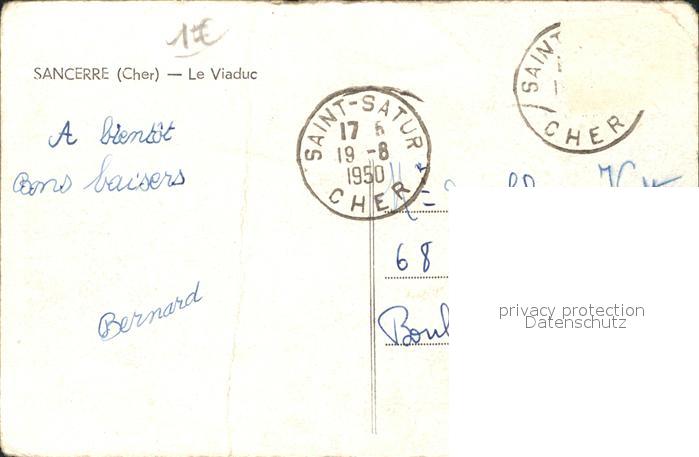 1€
SANCERRE (Cher) — Le Viaduc
A bientôt
Bons baisers
Bernard
SAINT-SATUR
17 6
19 -8
1950
CHER
SAINT
CHER
68
privacy protection
Datenschutz